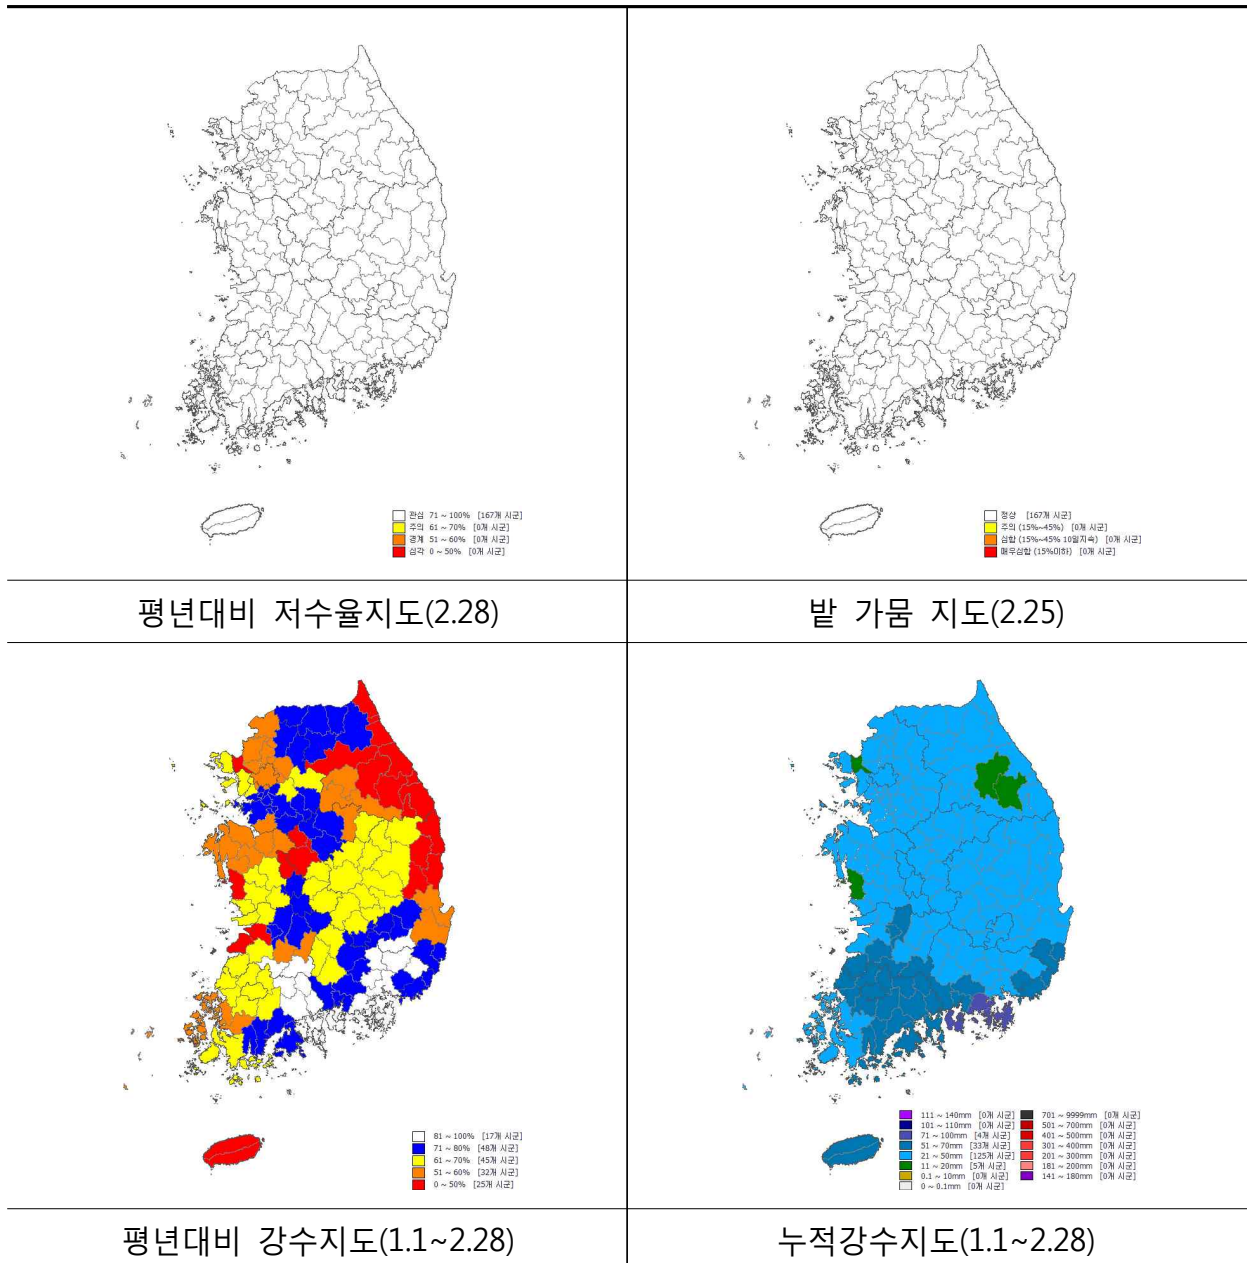 관심 71 ~ 100% [167개 시군]
주의 61 ~ 70% [0개 시군]
경계 51 ~ 60% [0개 시군]
심각 0 ~ 50% [0개 시군]
정상 [167개 시군]
주의 (15%~45%) [0개 시군]
심함 (15%~45% 10일지속) [0개 시군]
매우심함 (15%이하) [0개 시군]
평년대비 저수율지도(2.28)
밭 가뭄 지도(2.25)
81 ~ 100% [17개 시군]
71 ~ 80% [48개 시군]
61 ~ 70% [45개 시군]
51 ~ 60% [32개 시군]
0 ~ 50% [25개 시군]
111 ~ 140mm [0개 시군]
101 ~ 110mm [0개 시군]
71 ~ 100mm [4개 시군]
51 ~ 70mm [33개 시군]
21 ~ 50mm [125개 시군]
11 ~ 20mm [5개 시군]
0.1 ~ 10mm [0개 시군]
0 ~ 0.1mm [0개 시군]
701 ~ 9999mm [0개 시군]
501 ~ 700mm [0개 시군]
401 ~ 500mm [0개 시군]
301 ~ 400mm [0개 시군]
201 ~ 300mm [0개 시군]
181 ~ 200mm [0개 시군]
141 ~ 180mm [0개 시군]
평년대비 강수지도(1.1~2.28)
누적강수지도(1.1~2.28)